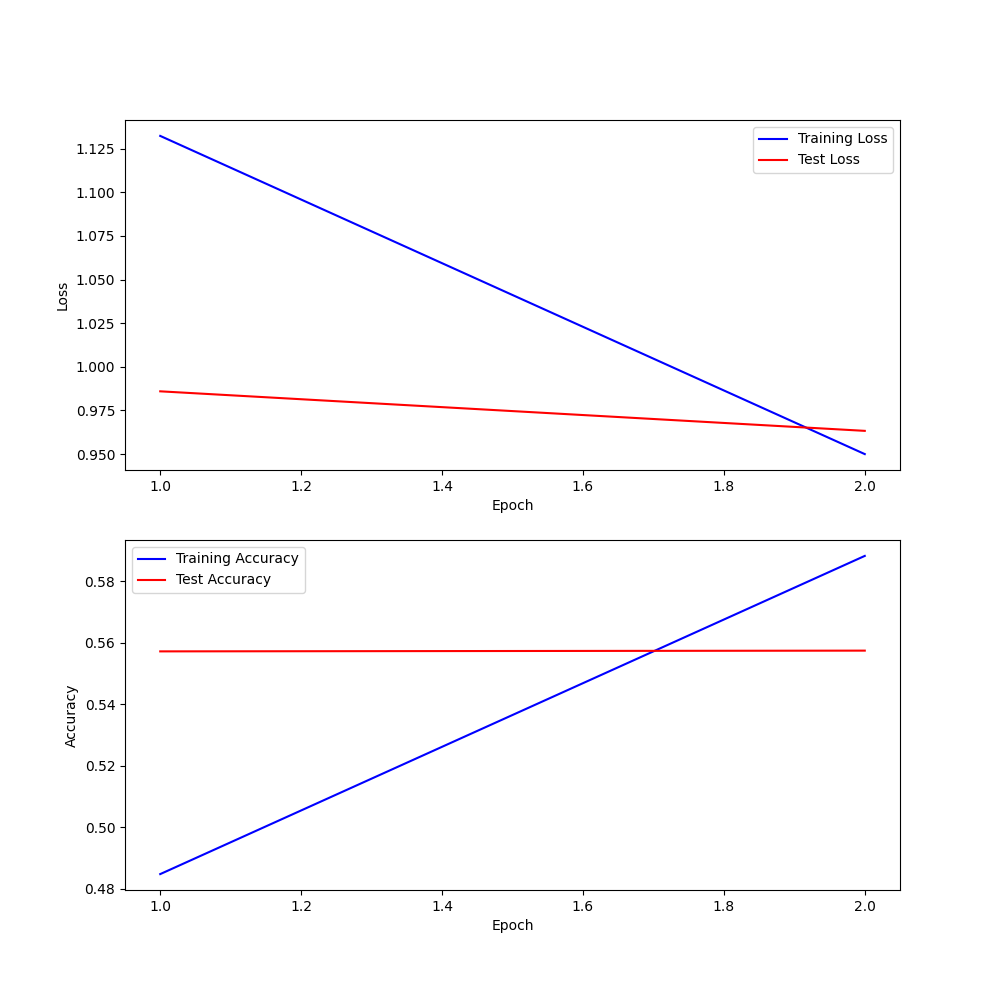 Training Loss
Test Loss
1.125
1.100
1.075
1.050
1.025
1.000
0.975
0.950
Loss
1.0 1.2 1.4 1.6 1.8 2.0
Epoch
Training Accuracy
Test Accuracy
0.58
0.56
0.54
0.52
0.50
0.48
Accuracy
1.0 1.2 1.4 1.6 1.8 2.0
Epoch